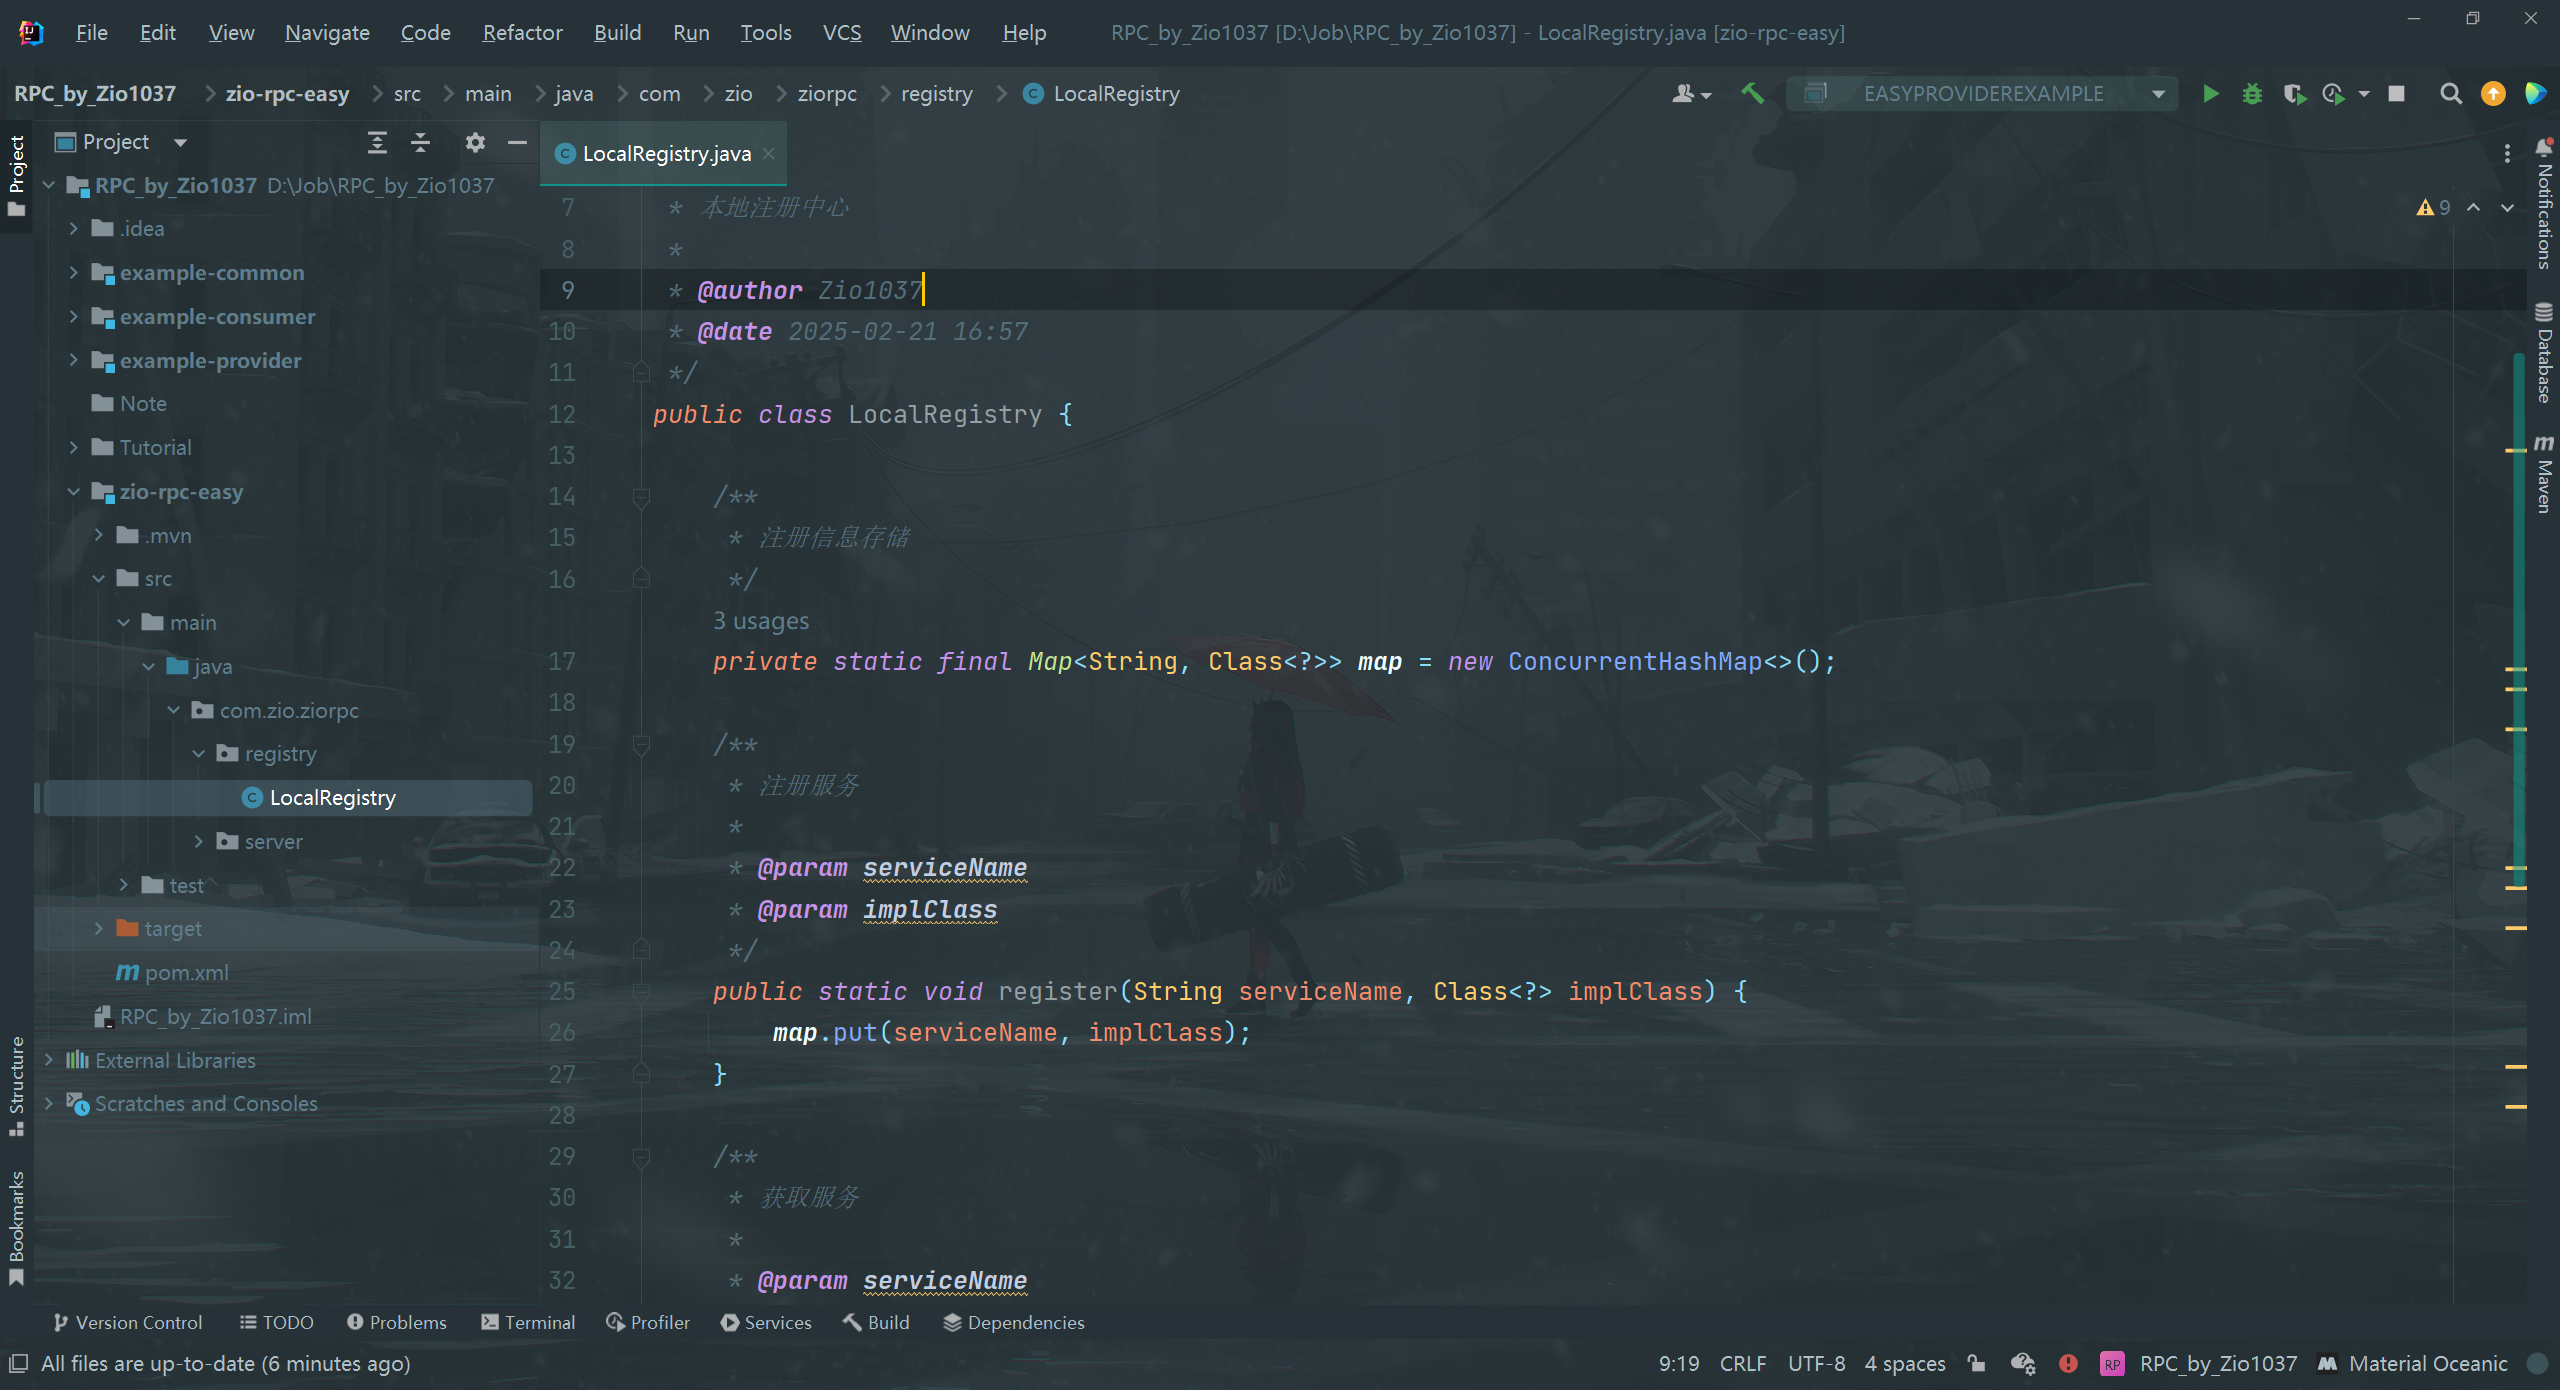 File Edit View Navigate Code Refactor Build Run Tools VCS Window Help RPC_by_Zio1037 [D:\Job\RPC_by_Zio1037] - LocalRegistry.java [zio-rpc-easy]
RPC_by_Zio1037 zio-rpc-easy src main java com zio ziorpc registry LocalRegistry EASYPROVIDEREXAMPLE
Project
Project
LocalRegistry.java
RPC_by_Zio1037 D:\Job\RPC_by_Zio1037
.idea
example-common
example-consumer
example-provider
Note
Tutorial
zio-rpc-easy
.mvn
src
main
java
com.zio.ziorpc
registry
LocalRegistry
server
test
target
pom.xml
RPC_by_Zio1037.iml
External Libraries
Scratches and Consoles
Structure
Bookmarks
9
7 * 本地注册中心
8 *
9 * @author Zio1037
10 * @date 2025-02-21 16:57
11 */
12 public class LocalRegistry {
13
14 /**
15 * 注册信息存储
16 */
3 usages
17 private static final Map<String, Class<?>> map = new ConcurrentHashMap<>();
18
19 /**
20 * 注册服务
21 *
22 * @param serviceName
23 * @param implClass
24 */
25 public static void register(String serviceName, Class<?> implClass) {
26 map.put(serviceName, implClass);
27 }
28
29 /**
30 * 获取服务
31 *
32 * @param serviceName
Notifications
Database
m Maven
Version Control TODO Problems Terminal Profiler Services Build Dependencies
All files are up-to-date (6 minutes ago) 9:19 CRLF UTF-8 4 spaces RP RPC_by_Zio1037 Material Oceanic